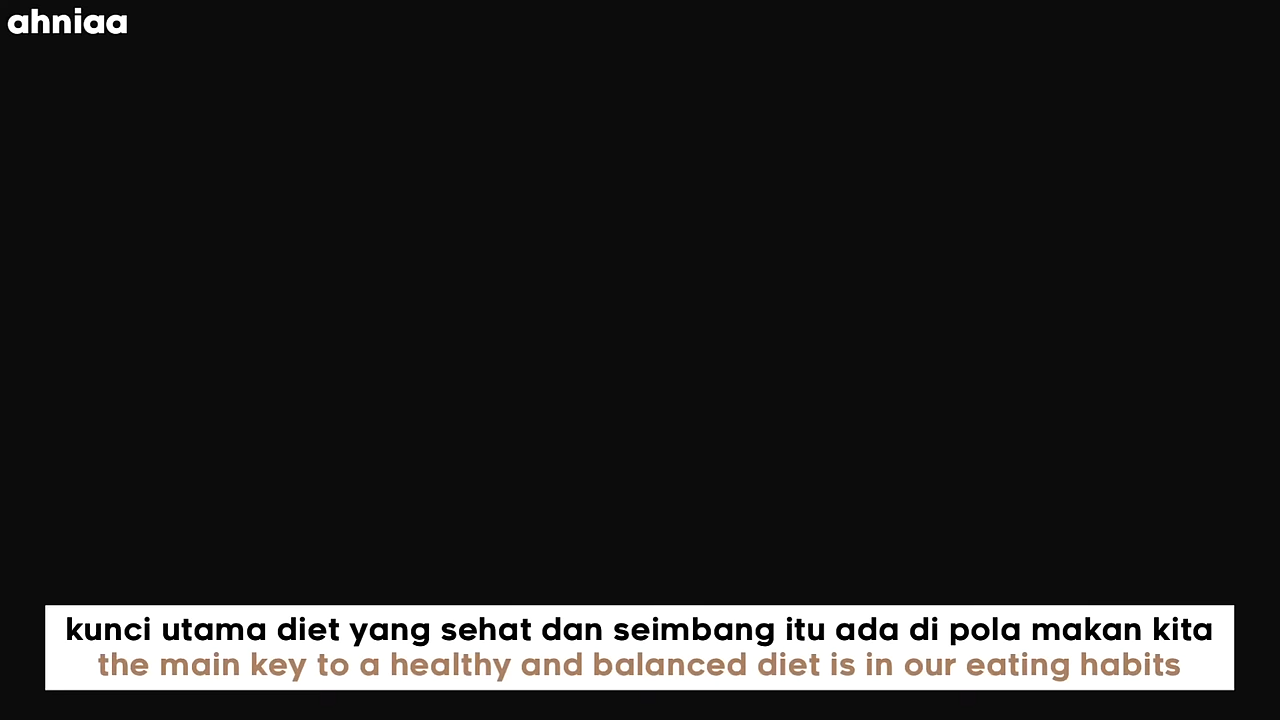 ahniaa
kunci utama diet yang sehat dan seimbang itu ada di pola makan kita
the main key to a healthy and balanced diet is in our eating habits